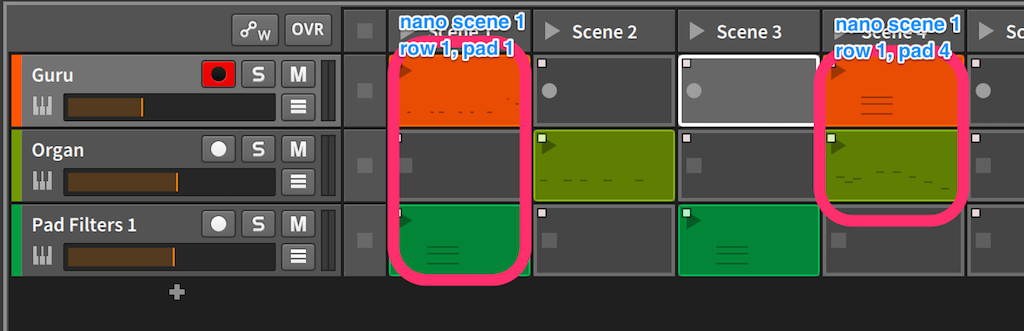 nano scene 1
row 1, pad 1
nano scene 1
row 1, pad 4
W OVR
Scene 2
Scene 3
Sc
Guru
S M
Organ
S M
Pad Filters 1
S M
+